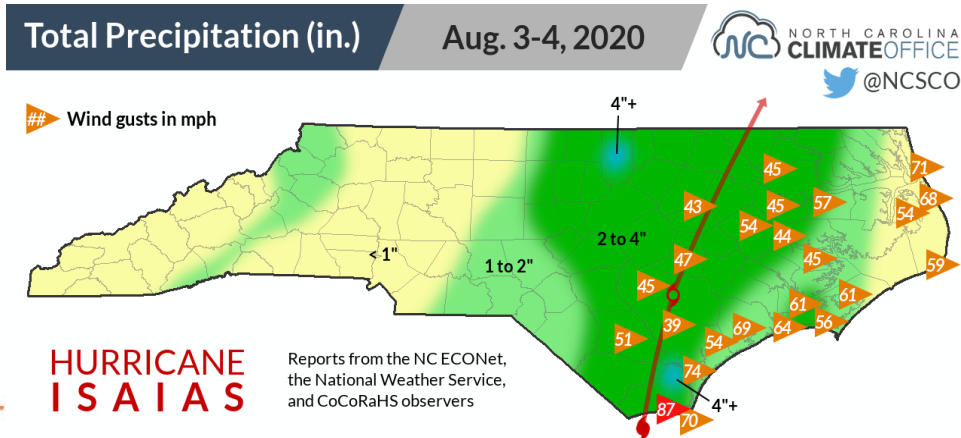 Total Precipitation (in.)
Aug. 3-4, 2020
NORTH CAROLINA
NC CLIMATEOFFICE
@NCSCO
## Wind gusts in mph
4"+
45
71
43
45
57
68
54
54
44
2 to 4"
< 1"
1 to 2"
47
45
59
45
61
61
39
69
64
56
51
54
74
4"+
87
70
HURRICANE
ISAIAS
Reports from the NC ECONet,
the National Weather Service,
and CoCoRaHS observers